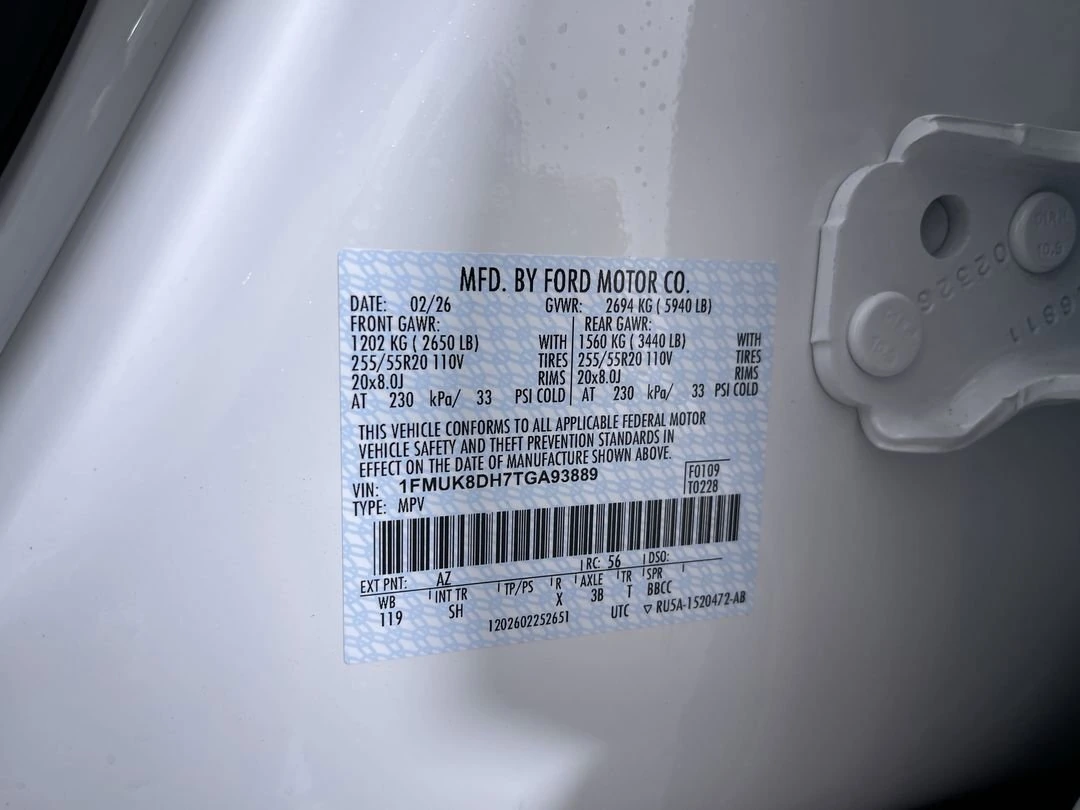 MFD. BY FORD MOTOR CO.
DATE: 02/26 GVWR: 2694 KG ( 5940 LB)
FRONT GAWR: REAR GAWR:
1202 KG ( 2650 LB) WITH 1560 KG ( 3440 LB) WITH
255/55R20 110V TIRES 255/55R20 110V TIRES
20x8.0J RIMS 20x8.0J RIMS
AT 230 kPa/ 33 PSI COLD AT 230 kPa/ 33 PSI COLD
THIS VEHICLE CONFORMS TO ALL APPLICABLE FEDERAL MOTOR
VEHICLE SAFETY AND THEFT PREVENTION STANDARDS IN
EFFECT ON THE DATE OF MANUFACTURE SHOWN ABOVE.
VIN: 1FMUK8DH7TGA93889 F0109
TYPE: MPV T0228
EXT PNT: AZ RC: 56 DSO:
WB INT TR TP/PS R AXLE TR SPR
119 SH X 3B T BBCC
1202602252651 UTC ▽ RU5A-1520472-AB
10.9